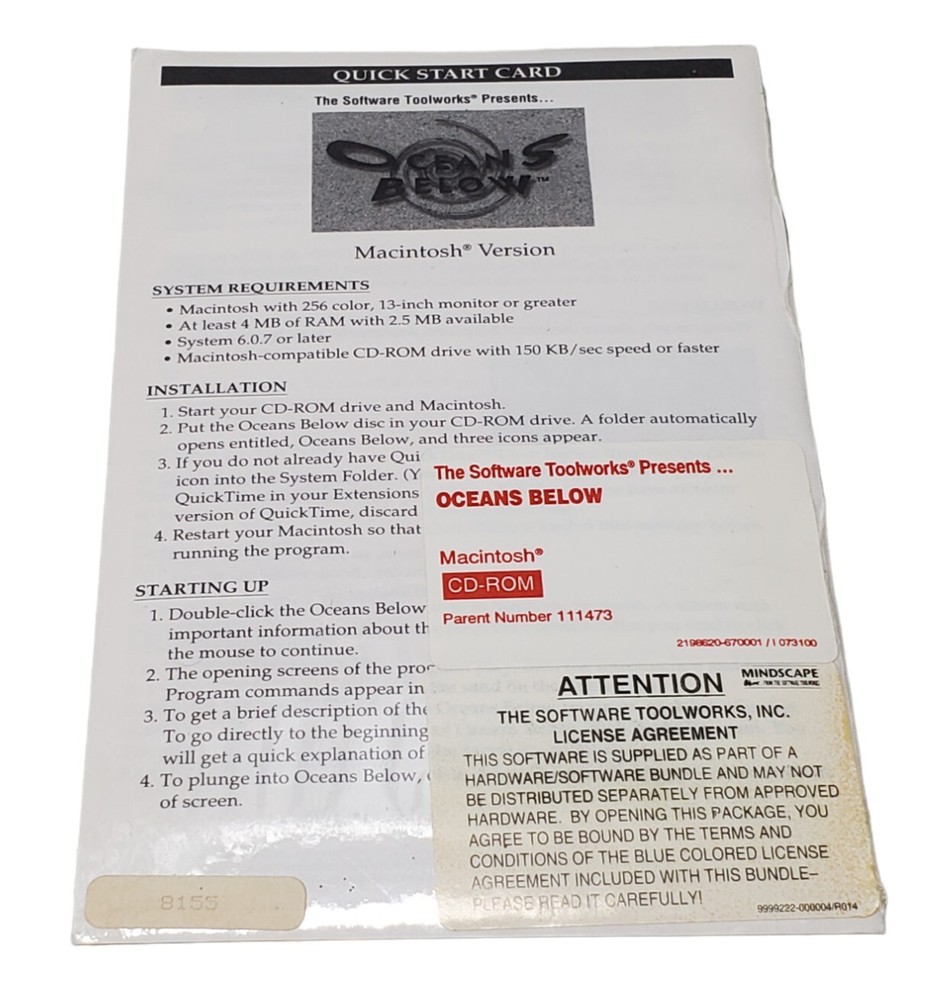 QUICK START CARD
The Software Toolworks® Presents...
OCEANS
BELOW™
Macintosh® Version
SYSTEM REQUIREMENTS
• Macintosh with 256 color, 13-inch monitor or greater
• At least 4 MB of RAM with 2.5 MB available
• System 6.0.7 or later
• Macintosh-compatible CD-ROM drive with 150 KB/sec speed or faster
INSTALLATION
1. Start your CD-ROM drive and Macintosh.
2. Put the Oceans Below disc in your CD-ROM drive. A folder automatically
opens entitled, Oceans Below, and three icons appear.
3. If you do not already have Qui
icon into the System Folder. (Y
QuickTime in your Extensions
version of QuickTime, discard
4. Restart your Macintosh so that
running the program.
STARTING UP
1. Double-click the Oceans Below
important information about th
the mouse to continue.
2. The opening screens of the prog
Program commands appear in
3. To get a brief description of the
To go directly to the beginning
will get a quick explanation of
4. To plunge into Oceans Below,
of screen.
The Software Toolworks® Presents ...
OCEANS BELOW
Macintosh®
CD-ROM
Parent Number 111473
2198620-670001 / I 073100
ATTENTION
MINDSCAPE
THE SOFTWARE TOOLWORKS, INC.
LICENSE AGREEMENT
THIS SOFTWARE IS SUPPLIED AS PART OF A
HARDWARE/SOFTWARE BUNDLE AND MAY NOT
BE DISTRIBUTED SEPARATELY FROM APPROVED
HARDWARE. BY OPENING THIS PACKAGE, YOU
AGREE TO BE BOUND BY THE TERMS AND
CONDITIONS OF THE BLUE COLORED LICENSE
AGREEMENT INCLUDED WITH THIS BUNDLE–
PLEASE READ IT CAREFULLY!
9999222-000004/R014
8155